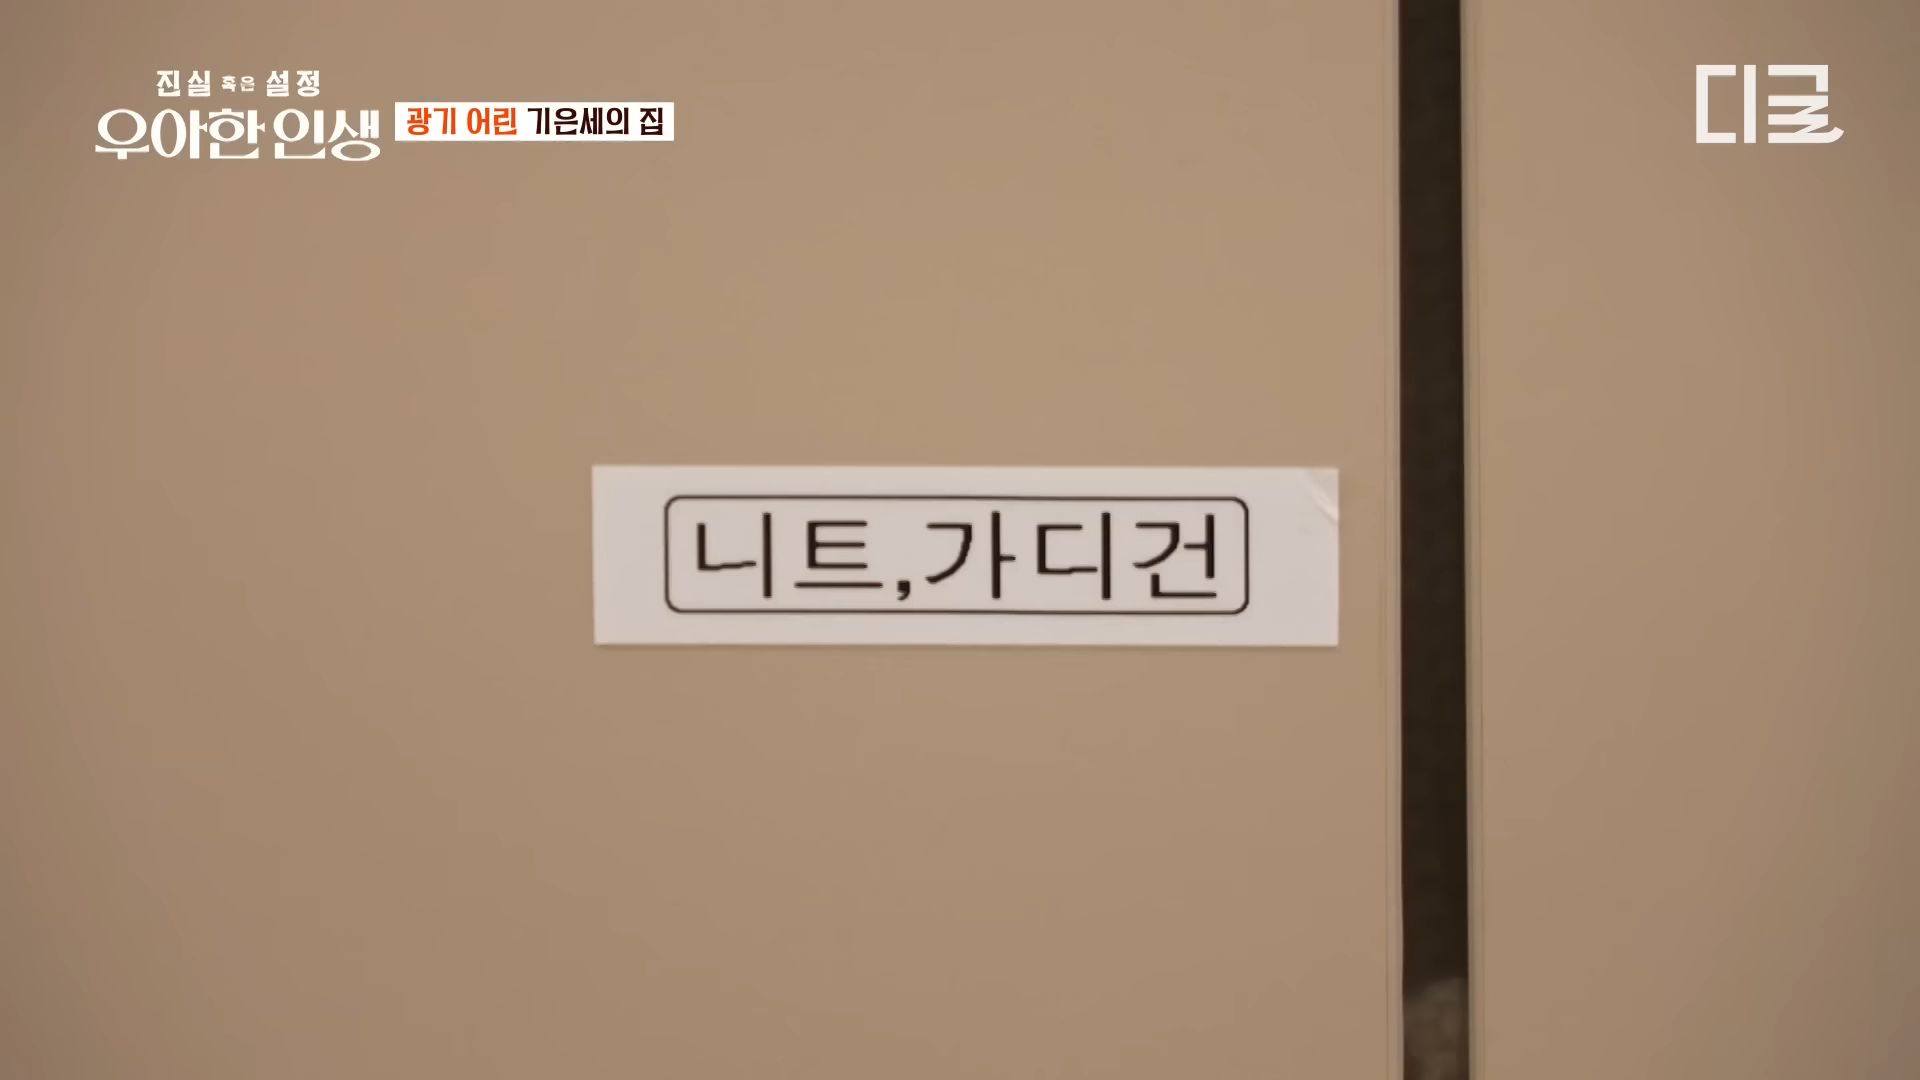 진실 혹은 설정
우아한 인생
광기 어린 기은세의 집
디글
니트,가디건